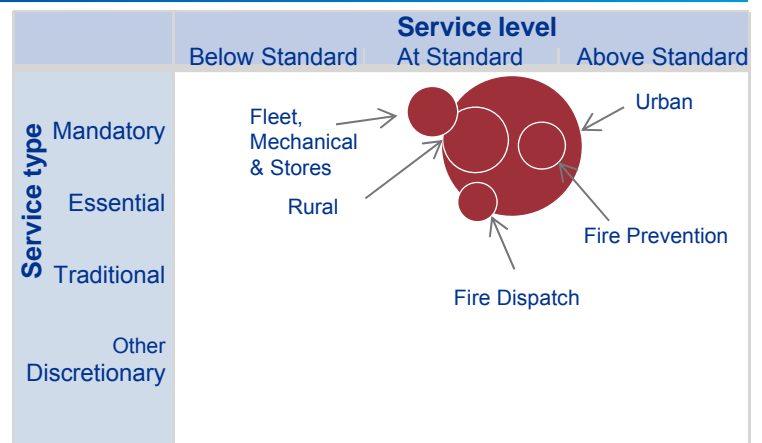 Service level
Below Standard At Standard Above Standard
Service type
Mandatory
Essential
Traditional
Other
Discretionary
Fleet,
Mechanical
& Stores
Rural
Urban
Fire Prevention
Fire Dispatch